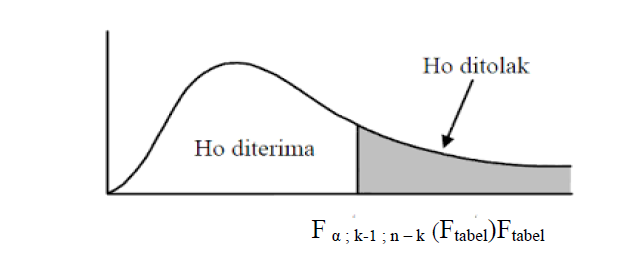 Ho ditolak
Ho diterima
F α ; k-1 ; n – k (Ftabel)Ftabel